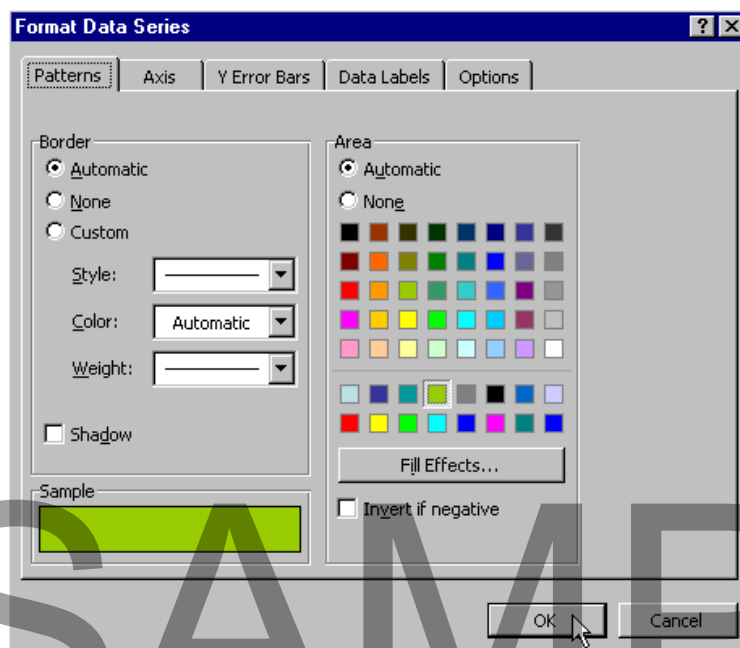 Format Data Series
Patterns Axis Y Error Bars Data Labels Options
Border
Automatic
None
Custom
Style:
Color: Automatic
Weight:
Shadow
Sample
Area
Automatic
None
Fill Effects...
Invert if negative
OK Cancel